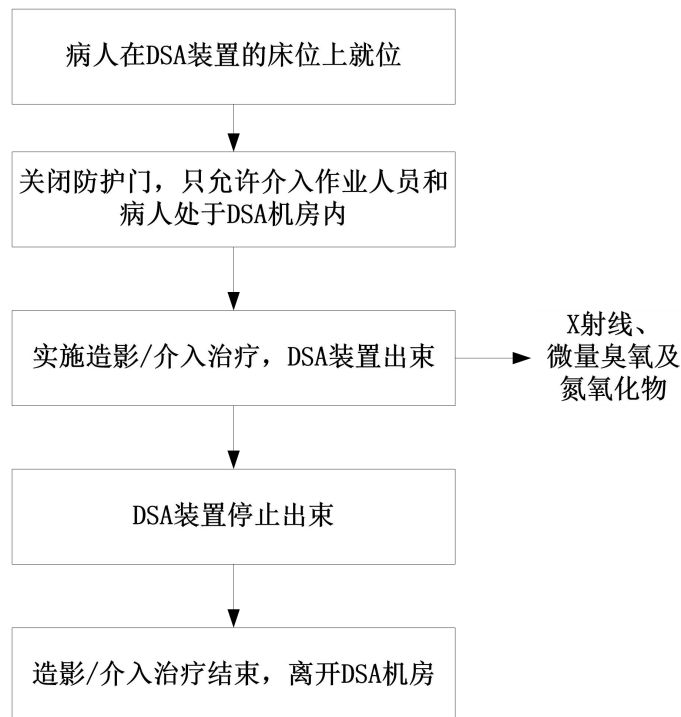 病人在DSA装置的床位上就位
关闭防护门，只允许介入作业人员和
病人处于DSA机房内
实施造影/介入治疗，DSA装置出束
X射线、
微量臭氧及
氮氧化物
DSA装置停止出束
造影/介入治疗结束，离开DSA机房